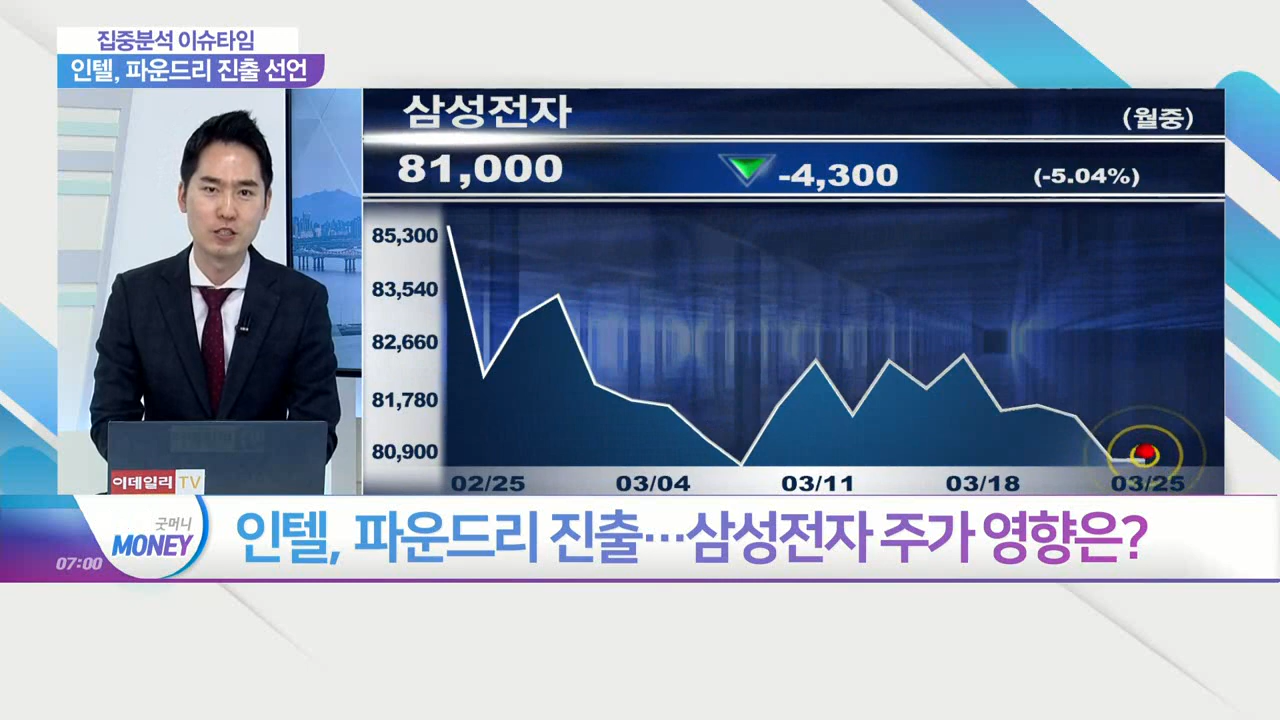 집중분석 이슈타임
인텔, 파운드리 진출 선언
삼성전자
(월중)
81,000
-4,300
(-5.04%)
85,300
83,540
82,660
81,780
80,900
02/25
03/04
03/11
03/18
03/25
이데일리 TV
굿머니
MONEY
07:00
인텔, 파운드리 진출…삼성전자 주가 영향은?